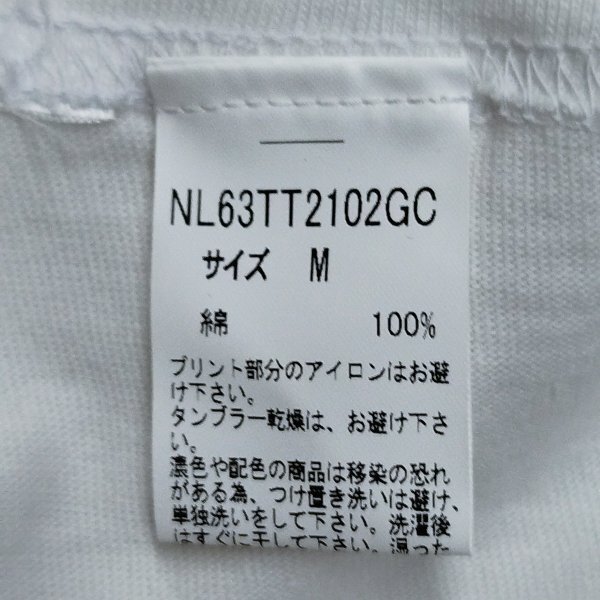 NL63TT2102GC
サイズ M
綿 100%
プリント部分のアイロンはお避
け下さい。
タンブラー乾燥は、お避け下さ
い。
濃色や配色の商品は移染の恐れ
がある為、つけ置き洗いは避け、
単独洗いをして下さい。洗濯後
はすぐに干して下さい。湿った